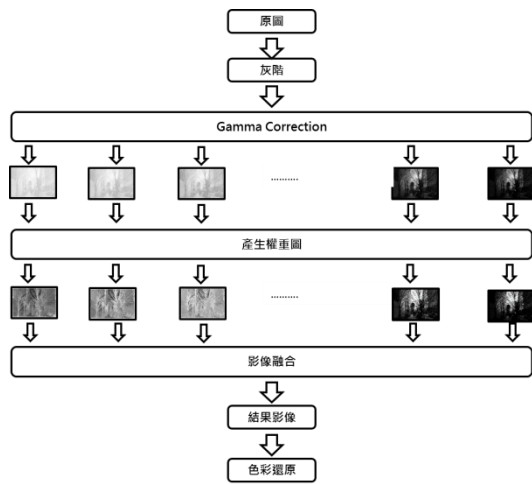 原圖
灰階
Gamma Correction
..........
產生權重圖
..........
影像融合
結果影像
色彩還原